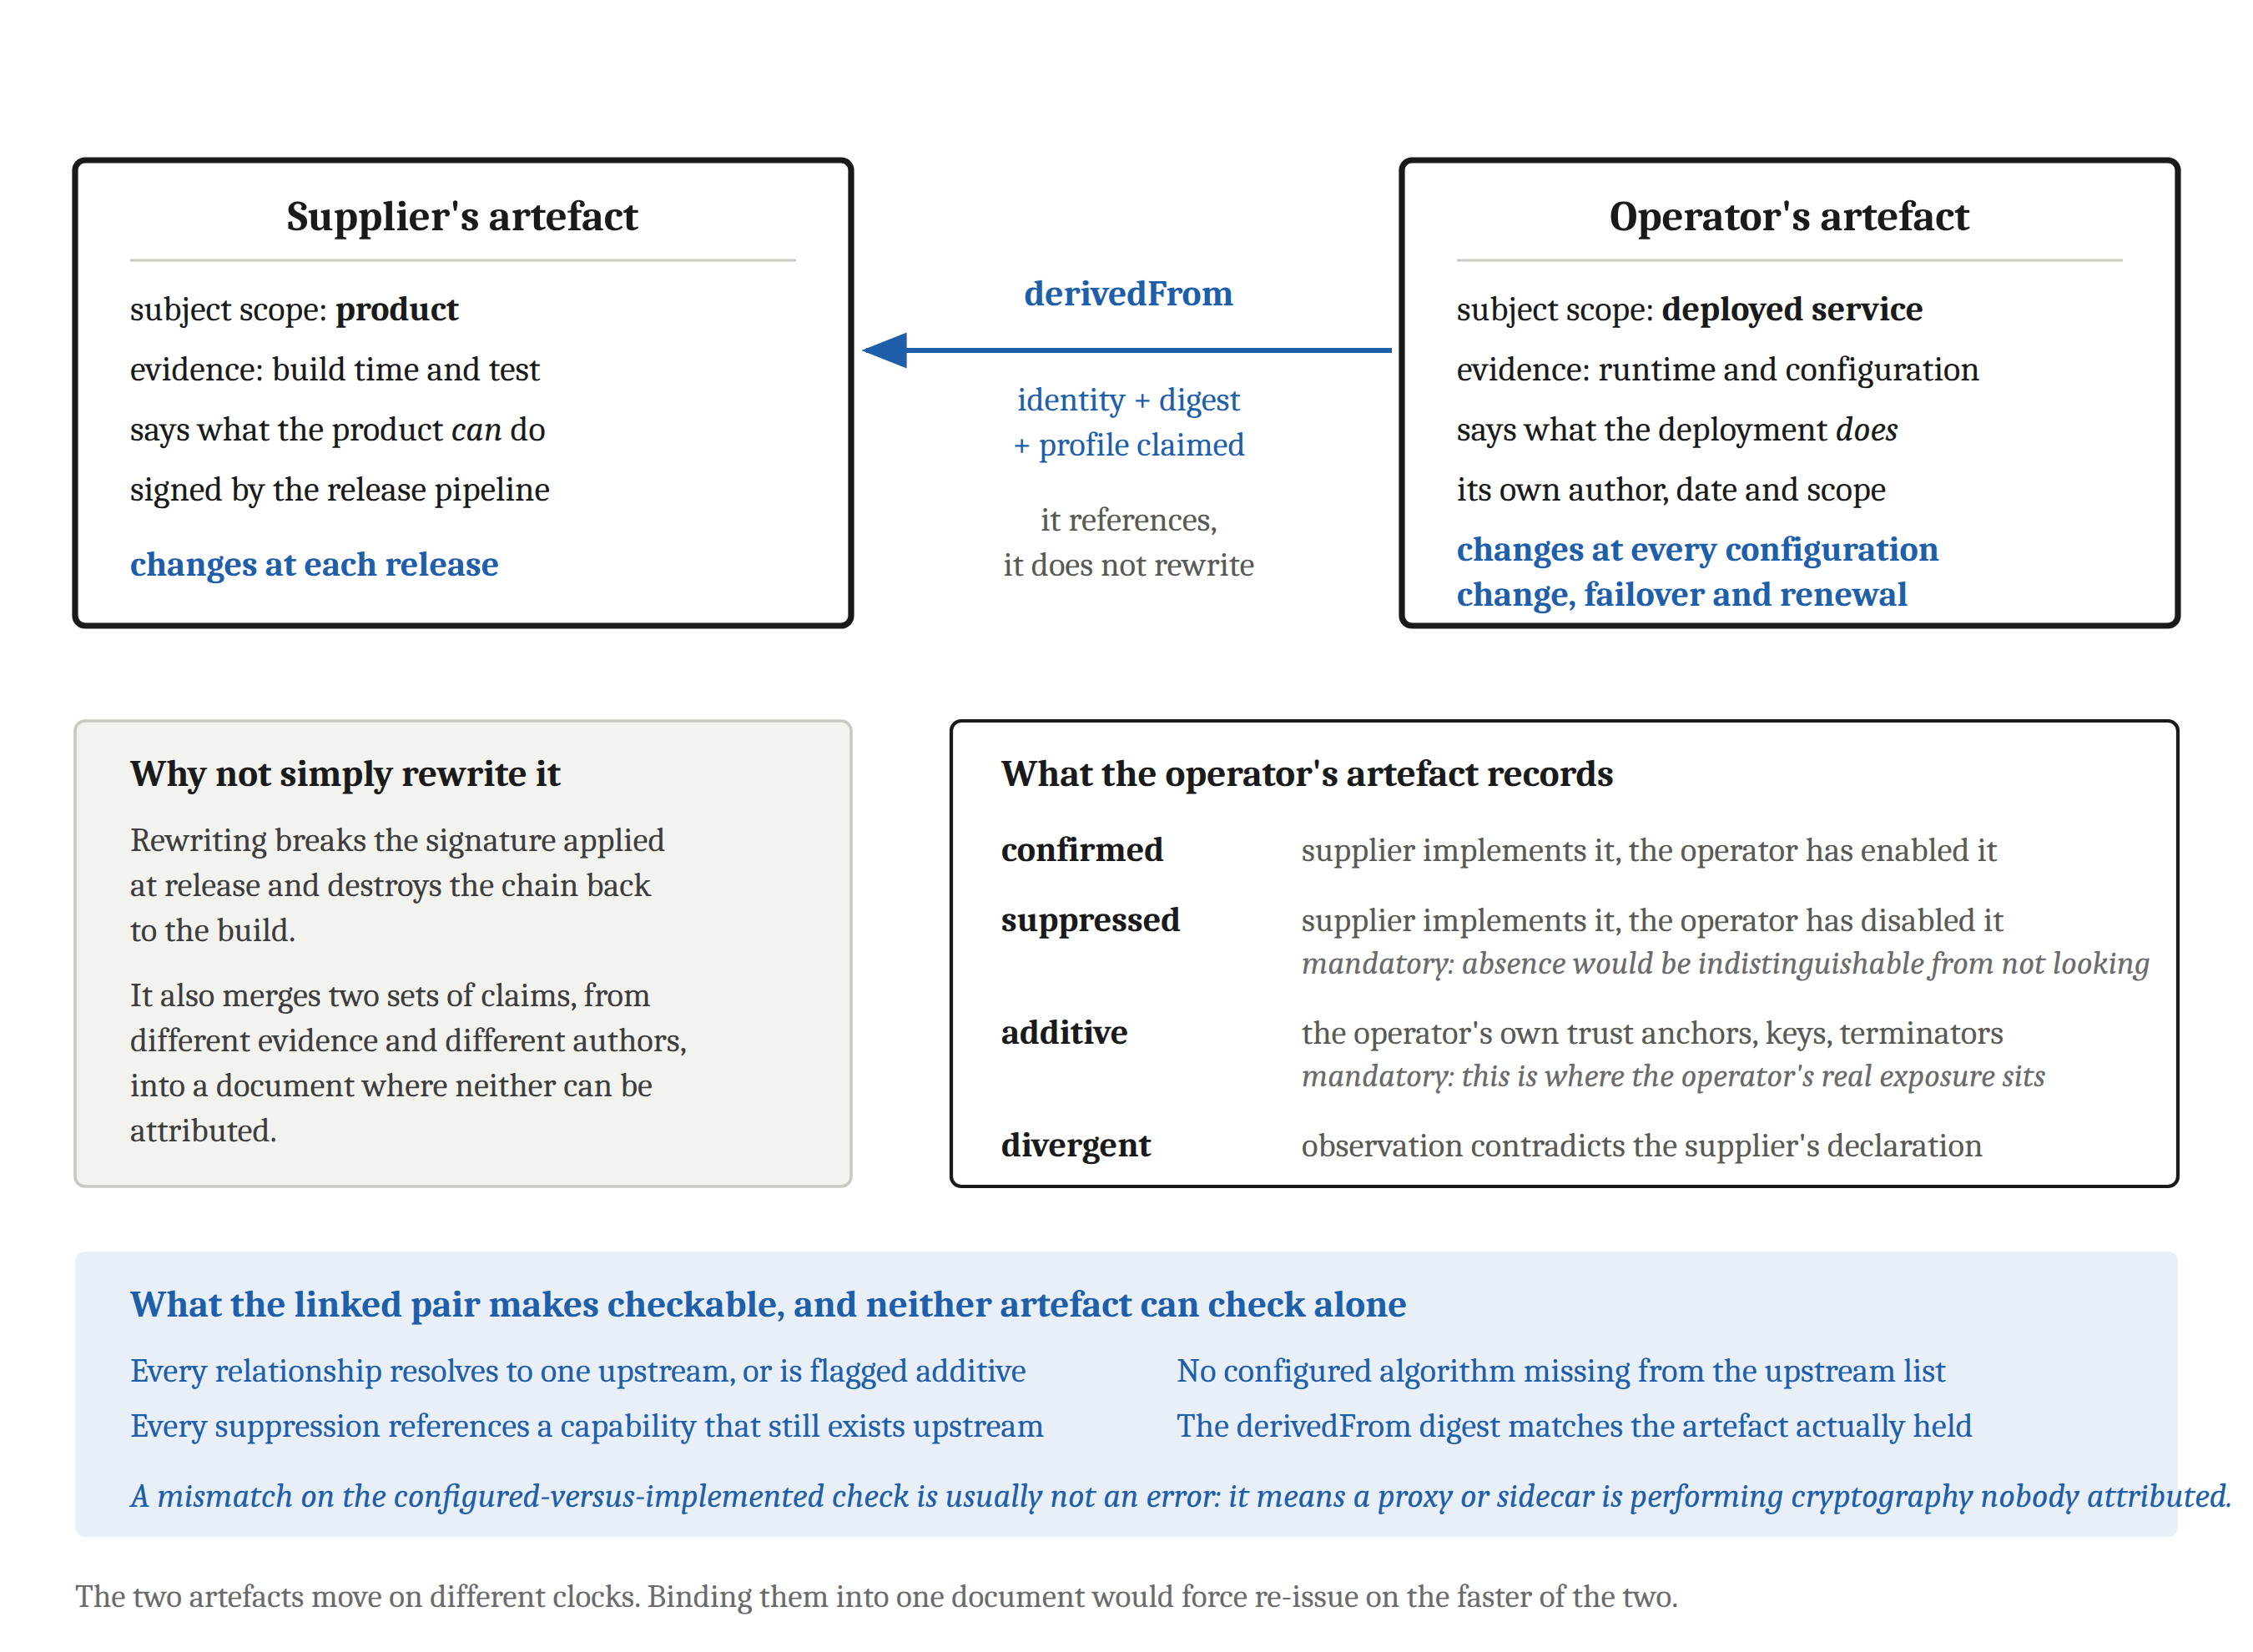 Supplier's artefact
subject scope: product
evidence: build time and test
says what the product can do
signed by the release pipeline
changes at each release
derivedFrom
identity + digest
+ profile claimed
it references,
it does not rewrite
Operator's artefact
subject scope: deployed service
evidence: runtime and configuration
says what the deployment does
its own author, date and scope
changes at every configuration
change, failover and renewal
Why not simply rewrite it
Rewriting breaks the signature applied
at release and destroys the chain back
to the build.
It also merges two sets of claims, from
different evidence and different authors,
into a document where neither can be
attributed.
What the operator's artefact records
confirmed supplier implements it, the operator has enabled it
suppressed supplier implements it, the operator has disabled it
mandatory: absence would be indistinguishable from not looking
additive the operator's own trust anchors, keys, terminators
mandatory: this is where the operator's real exposure sits
divergent observation contradicts the supplier's declaration
What the linked pair makes checkable, and neither artefact can check alone
Every relationship resolves to one upstream, or is flagged additive
No configured algorithm missing from the upstream list
Every suppression references a capability that still exists upstream
The derivedFrom digest matches the artefact actually held
A mismatch on the configured-versus-implemented check is usually not an error: it means a proxy or sidecar is performing cryptography nobody attributed.
The two artefacts move on different clocks. Binding them into one document would force re-issue on the faster of the two.